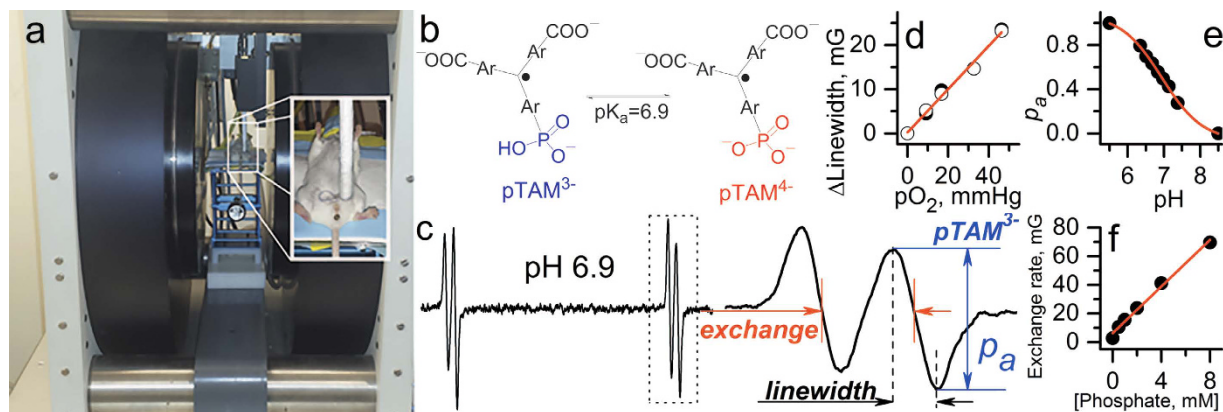 a
b
COO⁻
⁻OOC
Ar
Ar
Ar
HO
P
O
O⁻
pTAM³⁻
pKₐ=6.9
COO⁻
⁻OOC
Ar
Ar
Ar
⁻O
P
O
O⁻
pTAM⁴⁻
c
pH 6.9
exchange
linewidth
pTAM³⁻
pₐ
d
ΔLinewidth, mG
20
10
0
0 20 40
pO₂, mmHg
e
pₐ
0.8
0.4
0.0
6 7 8
pH
f
Exchange rate, mG
80
60
40
20
0
0 4 8
[Phosphate, mM]